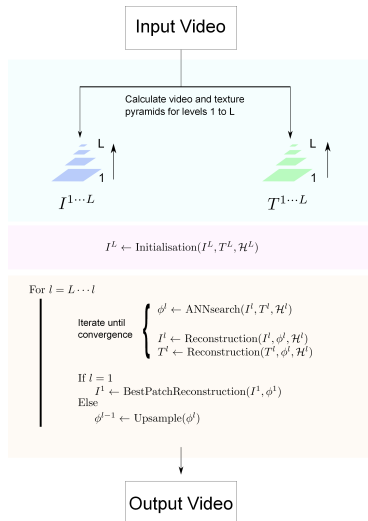 Input Video
Calculate video and texture
pyramids for levels 1 to L
L
1
L
1
I^{1···L}
T^{1···L}
I^L ← Initialisation(I^L, T^L, ℋ^L)
For l = L···l
Iterate until
convergence
{
ϕ^l ← ANNsearch(I^l, T^l, ℋ^l)
I^l ← Reconstruction(I^l, ϕ^l, ℋ^l)
T^l ← Reconstruction(T^l, ϕ^l, ℋ^l)
If l = 1
I^1 ← BestPatchReconstruction(I^1, ϕ^1)
Else
ϕ^{l−1} ← Upsample(ϕ^l)
Output Video